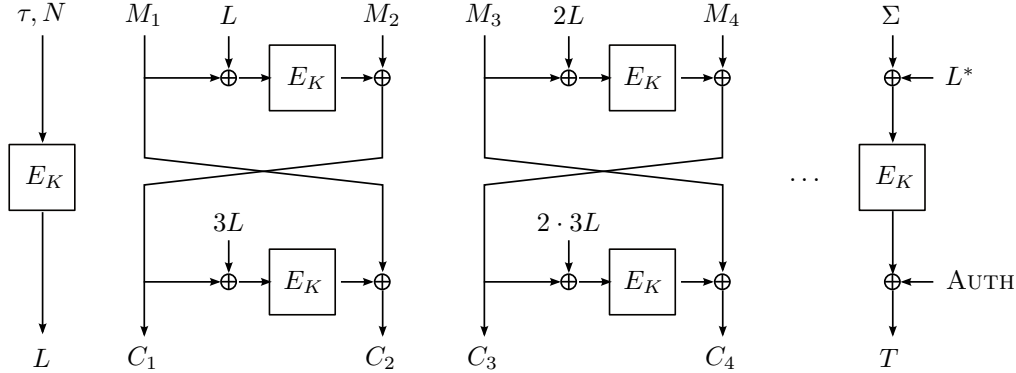 τ, N M₁ L M₂ M₃ 2L M₄ Σ
E_K E_K L*
E_K ... E_K
3L 2 · 3L
E_K E_K AUTH
L C₁ C₂ C₃ C₄ T